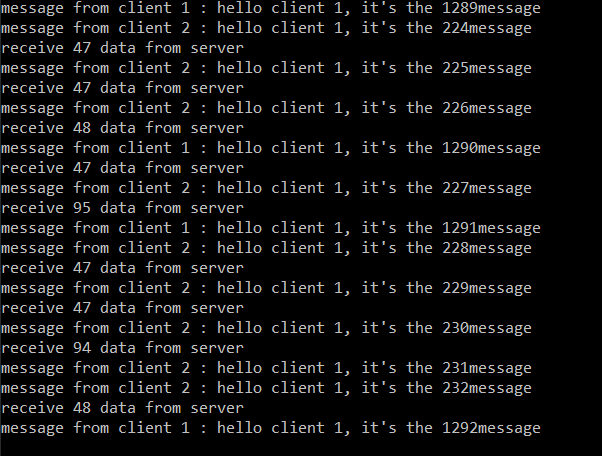 message from client 1 : hello client 1, it's the 1289message
message from client 2 : hello client 1, it's the 224message
receive 47 data from server
message from client 2 : hello client 1, it's the 225message
receive 47 data from server
message from client 2 : hello client 1, it's the 226message
receive 48 data from server
message from client 1 : hello client 1, it's the 1290message
receive 47 data from server
message from client 2 : hello client 1, it's the 227message
receive 95 data from server
message from client 1 : hello client 1, it's the 1291message
message from client 2 : hello client 1, it's the 228message
receive 47 data from server
message from client 2 : hello client 1, it's the 229message
receive 47 data from server
message from client 2 : hello client 1, it's the 230message
receive 94 data from server
message from client 2 : hello client 1, it's the 231message
message from client 2 : hello client 1, it's the 232message
receive 48 data from server
message from client 1 : hello client 1, it's the 1292message